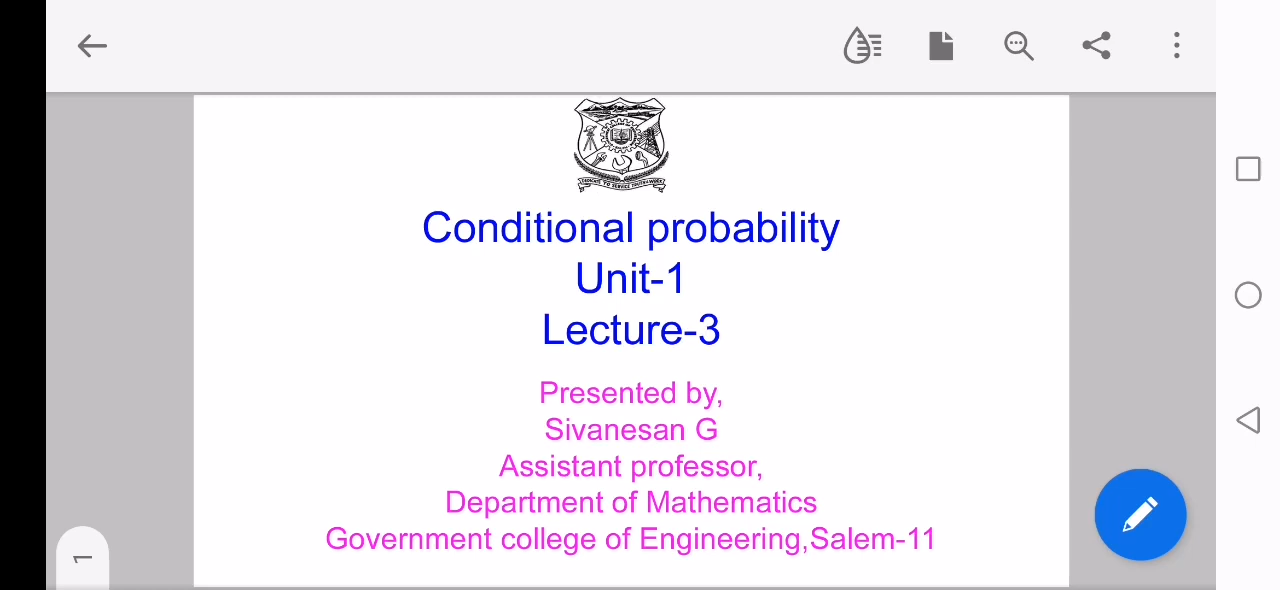 Conditional probability
Unit-1
Lecture-3
Presented by,
Sivanesan G
Assistant professor,
Department of Mathematics
Government college of Engineering,Salem-11
1